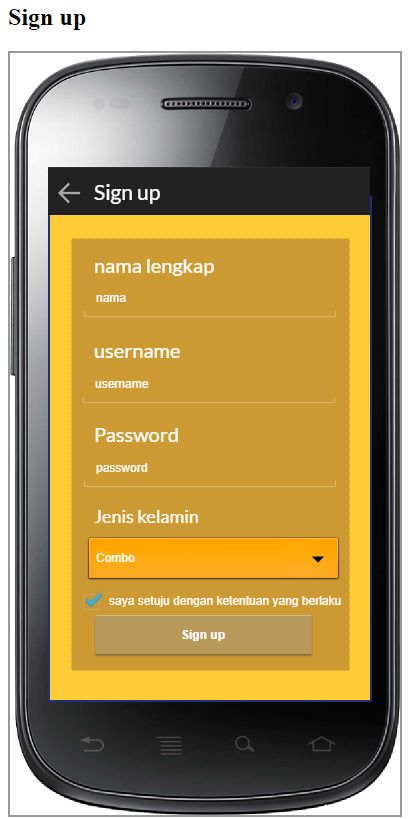 Sign up
Sign up
nama lengkap
nama
username
username
Password
password
Jenis kelamin
Combo
saya setuju dengan ketentuan yang berlaku
Sign up